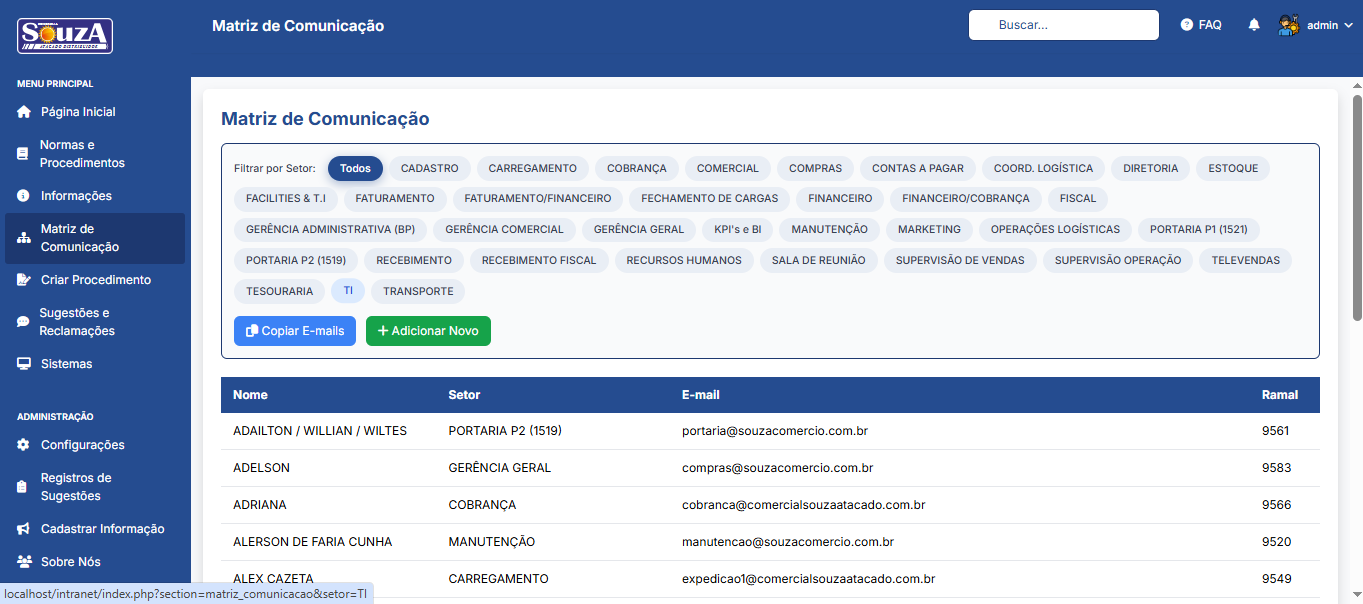 SouzA
ATACADO DISTRIBUIDOR
Matriz de Comunicação
Buscar...
FAQ
admin
MENU PRINCIPAL
Página Inicial
Normas e
Procedimentos
Informações
Matriz de
Comunicação
Criar Procedimento
Sugestões e
Reclamações
Sistemas
ADMINISTRAÇÃO
Configurações
Registros de
Sugestões
Cadastrar Informação
Sobre Nós
Matriz de Comunicação
Filtrar por Setor: Todos CADASTRO CARREGAMENTO COBRANÇA COMERCIAL COMPRAS CONTAS A PAGAR COORD. LOGÍSTICA DIRETORIA ESTOQUE
FACILITIES & T.I FATURAMENTO FATURAMENTO/FINANCEIRO FECHAMENTO DE CARGAS FINANCEIRO FINANCEIRO/COBRANÇA FISCAL
GERÊNCIA ADMINISTRATIVA (BP) GERÊNCIA COMERCIAL GERÊNCIA GERAL KPI's e BI MANUTENÇÃO MARKETING OPERAÇÕES LOGÍSTICAS PORTARIA P1 (1521)
PORTARIA P2 (1519) RECEBIMENTO RECEBIMENTO FISCAL RECURSOS HUMANOS SALA DE REUNIÃO SUPERVISÃO DE VENDAS SUPERVISÃO OPERAÇÃO TELEVENDAS
TESOURARIA TI TRANSPORTE
Copiar E-mails Adicionar Novo
Nome Setor E-mail Ramal
ADAILTON / WILLIAN / WILTES PORTARIA P2 (1519) portaria@souzacomercio.com.br 9561
ADELSON GERÊNCIA GERAL compras@souzacomercio.com.br 9583
ADRIANA COBRANÇA cobranca@comercialsouzaatacado.com.br 9566
ALERSON DE FARIA CUNHA MANUTENÇÃO manutencao@souzacomercio.com.br 9520
ALEX CAZETA CARREGAMENTO expedicao1@comercialsouzaatacado.com.br 9549
localhost/intranet/index.php?section=matriz_comunicacao&setor=TI